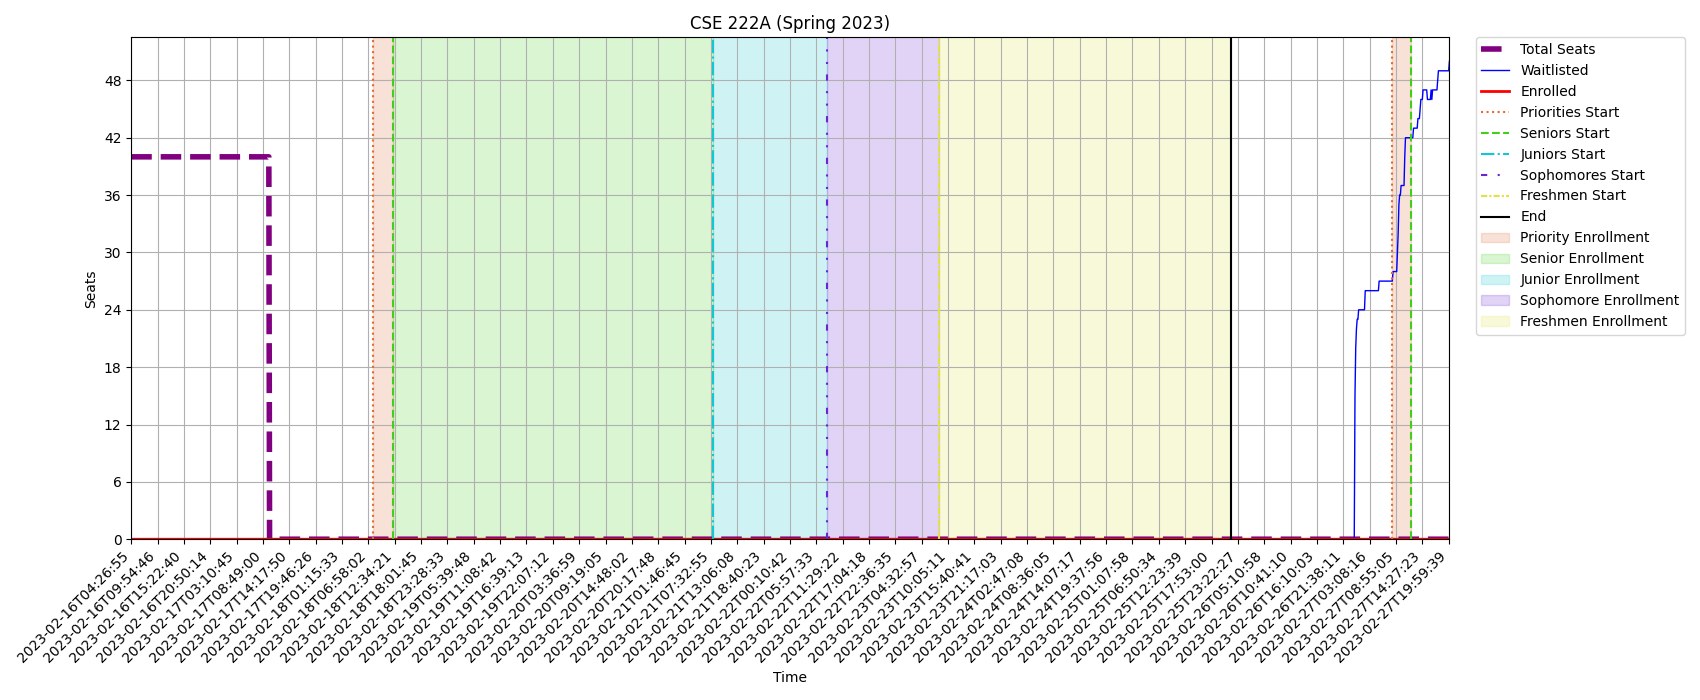 CSE 222A (Spring 2023)
Seats
48
42
36
30
24
18
12
6
0
2023-02-16T04:26:55
2023-02-16T09:54:46
2023-02-16T15:22:40
2023-02-16T20:50:14
2023-02-17T03:10:45
2023-02-17T08:49:00
2023-02-17T14:17:50
2023-02-17T19:46:26
2023-02-18T01:15:33
2023-02-18T06:58:02
2023-02-18T12:34:21
2023-02-18T18:01:45
2023-02-18T23:28:33
2023-02-19T05:39:48
2023-02-19T11:08:42
2023-02-19T16:39:13
2023-02-19T22:07:12
2023-02-20T03:36:59
2023-02-20T09:19:05
2023-02-20T14:48:02
2023-02-20T20:17:48
2023-02-21T01:46:45
2023-02-21T07:32:55
2023-02-21T13:06:08
2023-02-21T18:40:23
2023-02-22T00:10:42
2023-02-22T05:57:33
2023-02-22T11:29:22
2023-02-22T17:04:18
2023-02-22T22:36:35
2023-02-23T04:32:57
2023-02-23T10:05:11
2023-02-23T15:40:41
2023-02-23T21:17:03
2023-02-24T02:47:08
2023-02-24T08:36:05
2023-02-24T14:07:17
2023-02-24T19:37:56
2023-02-25T01:07:58
2023-02-25T06:50:34
2023-02-25T12:23:39
2023-02-25T17:53:00
2023-02-25T23:22:27
2023-02-26T05:10:58
2023-02-26T10:41:10
2023-02-26T16:10:03
2023-02-26T21:38:11
2023-02-27T03:08:16
2023-02-27T08:55:05
2023-02-27T14:27:23
2023-02-27T19:59:39
Time
Total Seats
Waitlisted
Enrolled
Priorities Start
Seniors Start
Juniors Start
Sophomores Start
Freshmen Start
End
Priority Enrollment
Senior Enrollment
Junior Enrollment
Sophomore Enrollment
Freshmen Enrollment